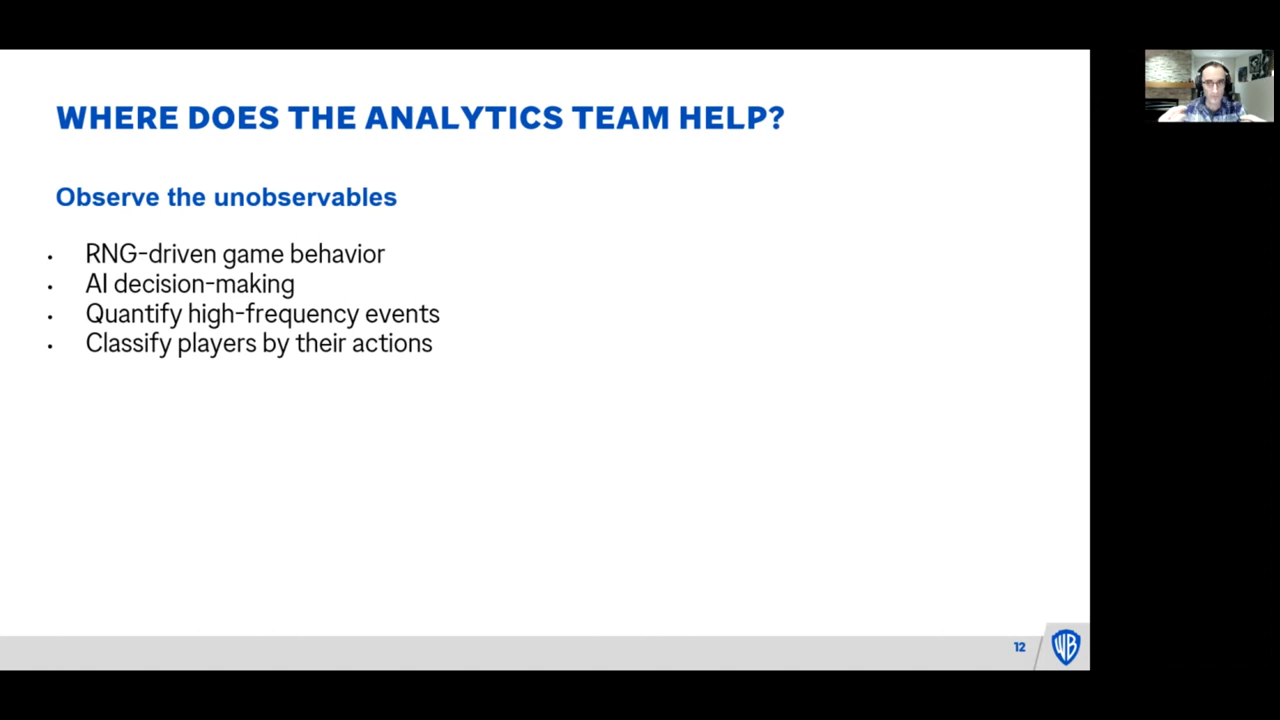 WHERE DOES THE ANALYTICS TEAM HELP?
Observe the unobservables
• RNG-driven game behavior
• AI decision-making
• Quantify high-frequency events
• Classify players by their actions
12
WB